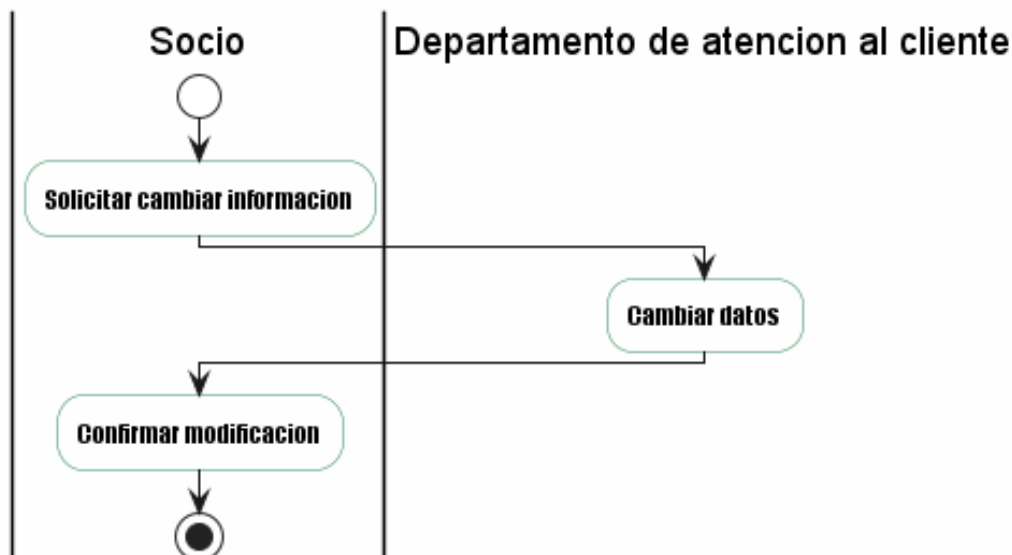 Socio
Departamento de atencion al cliente
Solicitar cambiar informacion
Cambiar datos
Confirmar modificacion